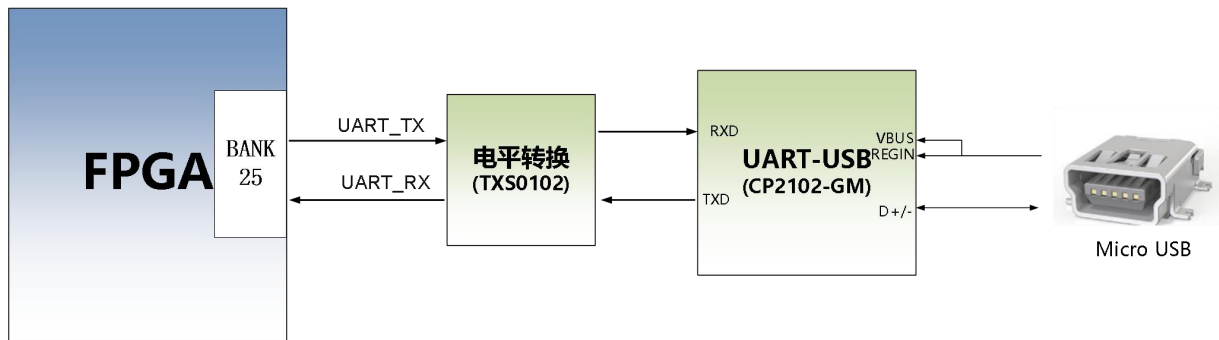 FPGA
BANK
25
UART_TX
UART_RX
电平转换
(TXS0102)
RXD
TXD
UART-USB
(CP2102-GM)
VBUS
REGIN
D+/-
Micro USB